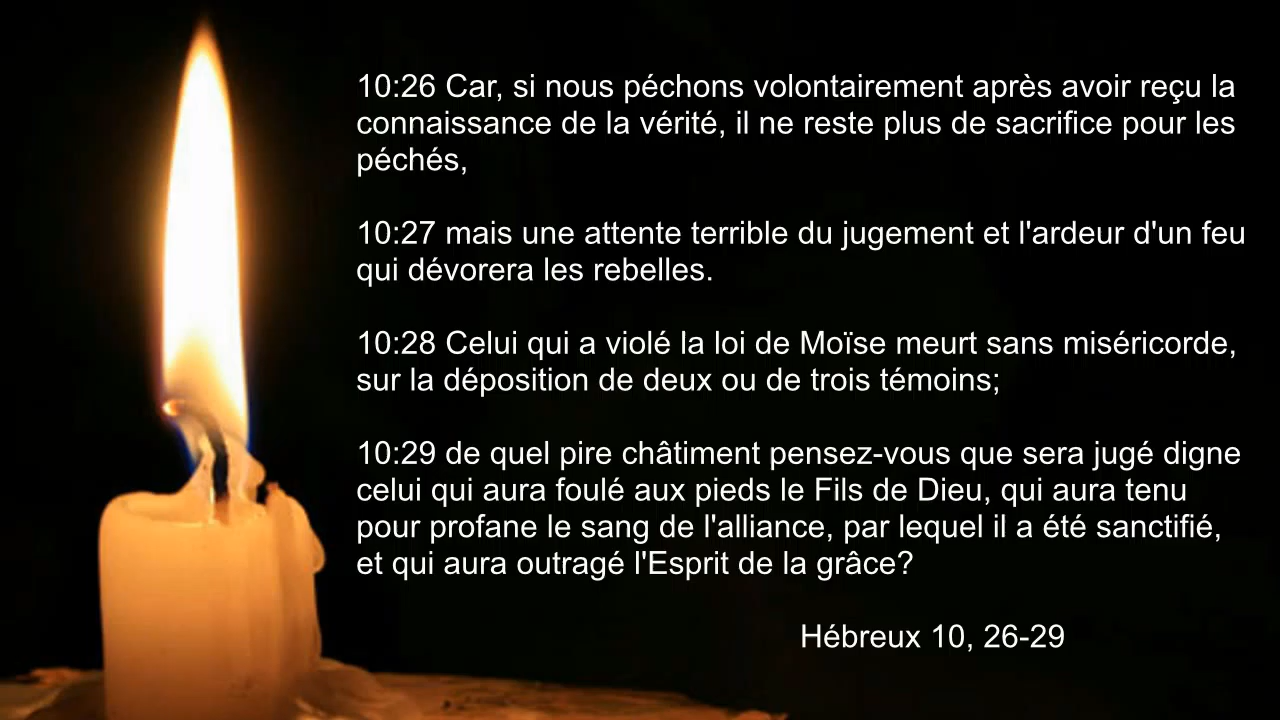 10:26 Car, si nous péchons volontairement après avoir reçu la
connaissance de la vérité, il ne reste plus de sacrifice pour les
péchés,
10:27 mais une attente terrible du jugement et l'ardeur d'un feu
qui dévorera les rebelles.
10:28 Celui qui a violé la loi de Moïse meurt sans miséricorde,
sur la déposition de deux ou de trois témoins;
10:29 de quel pire châtiment pensez-vous que sera jugé digne
celui qui aura foulé aux pieds le Fils de Dieu, qui aura tenu
pour profane le sang de l'alliance, par lequel il a été sanctifié,
et qui aura outragé l'Esprit de la grâce?
Hébreux 10, 26-29